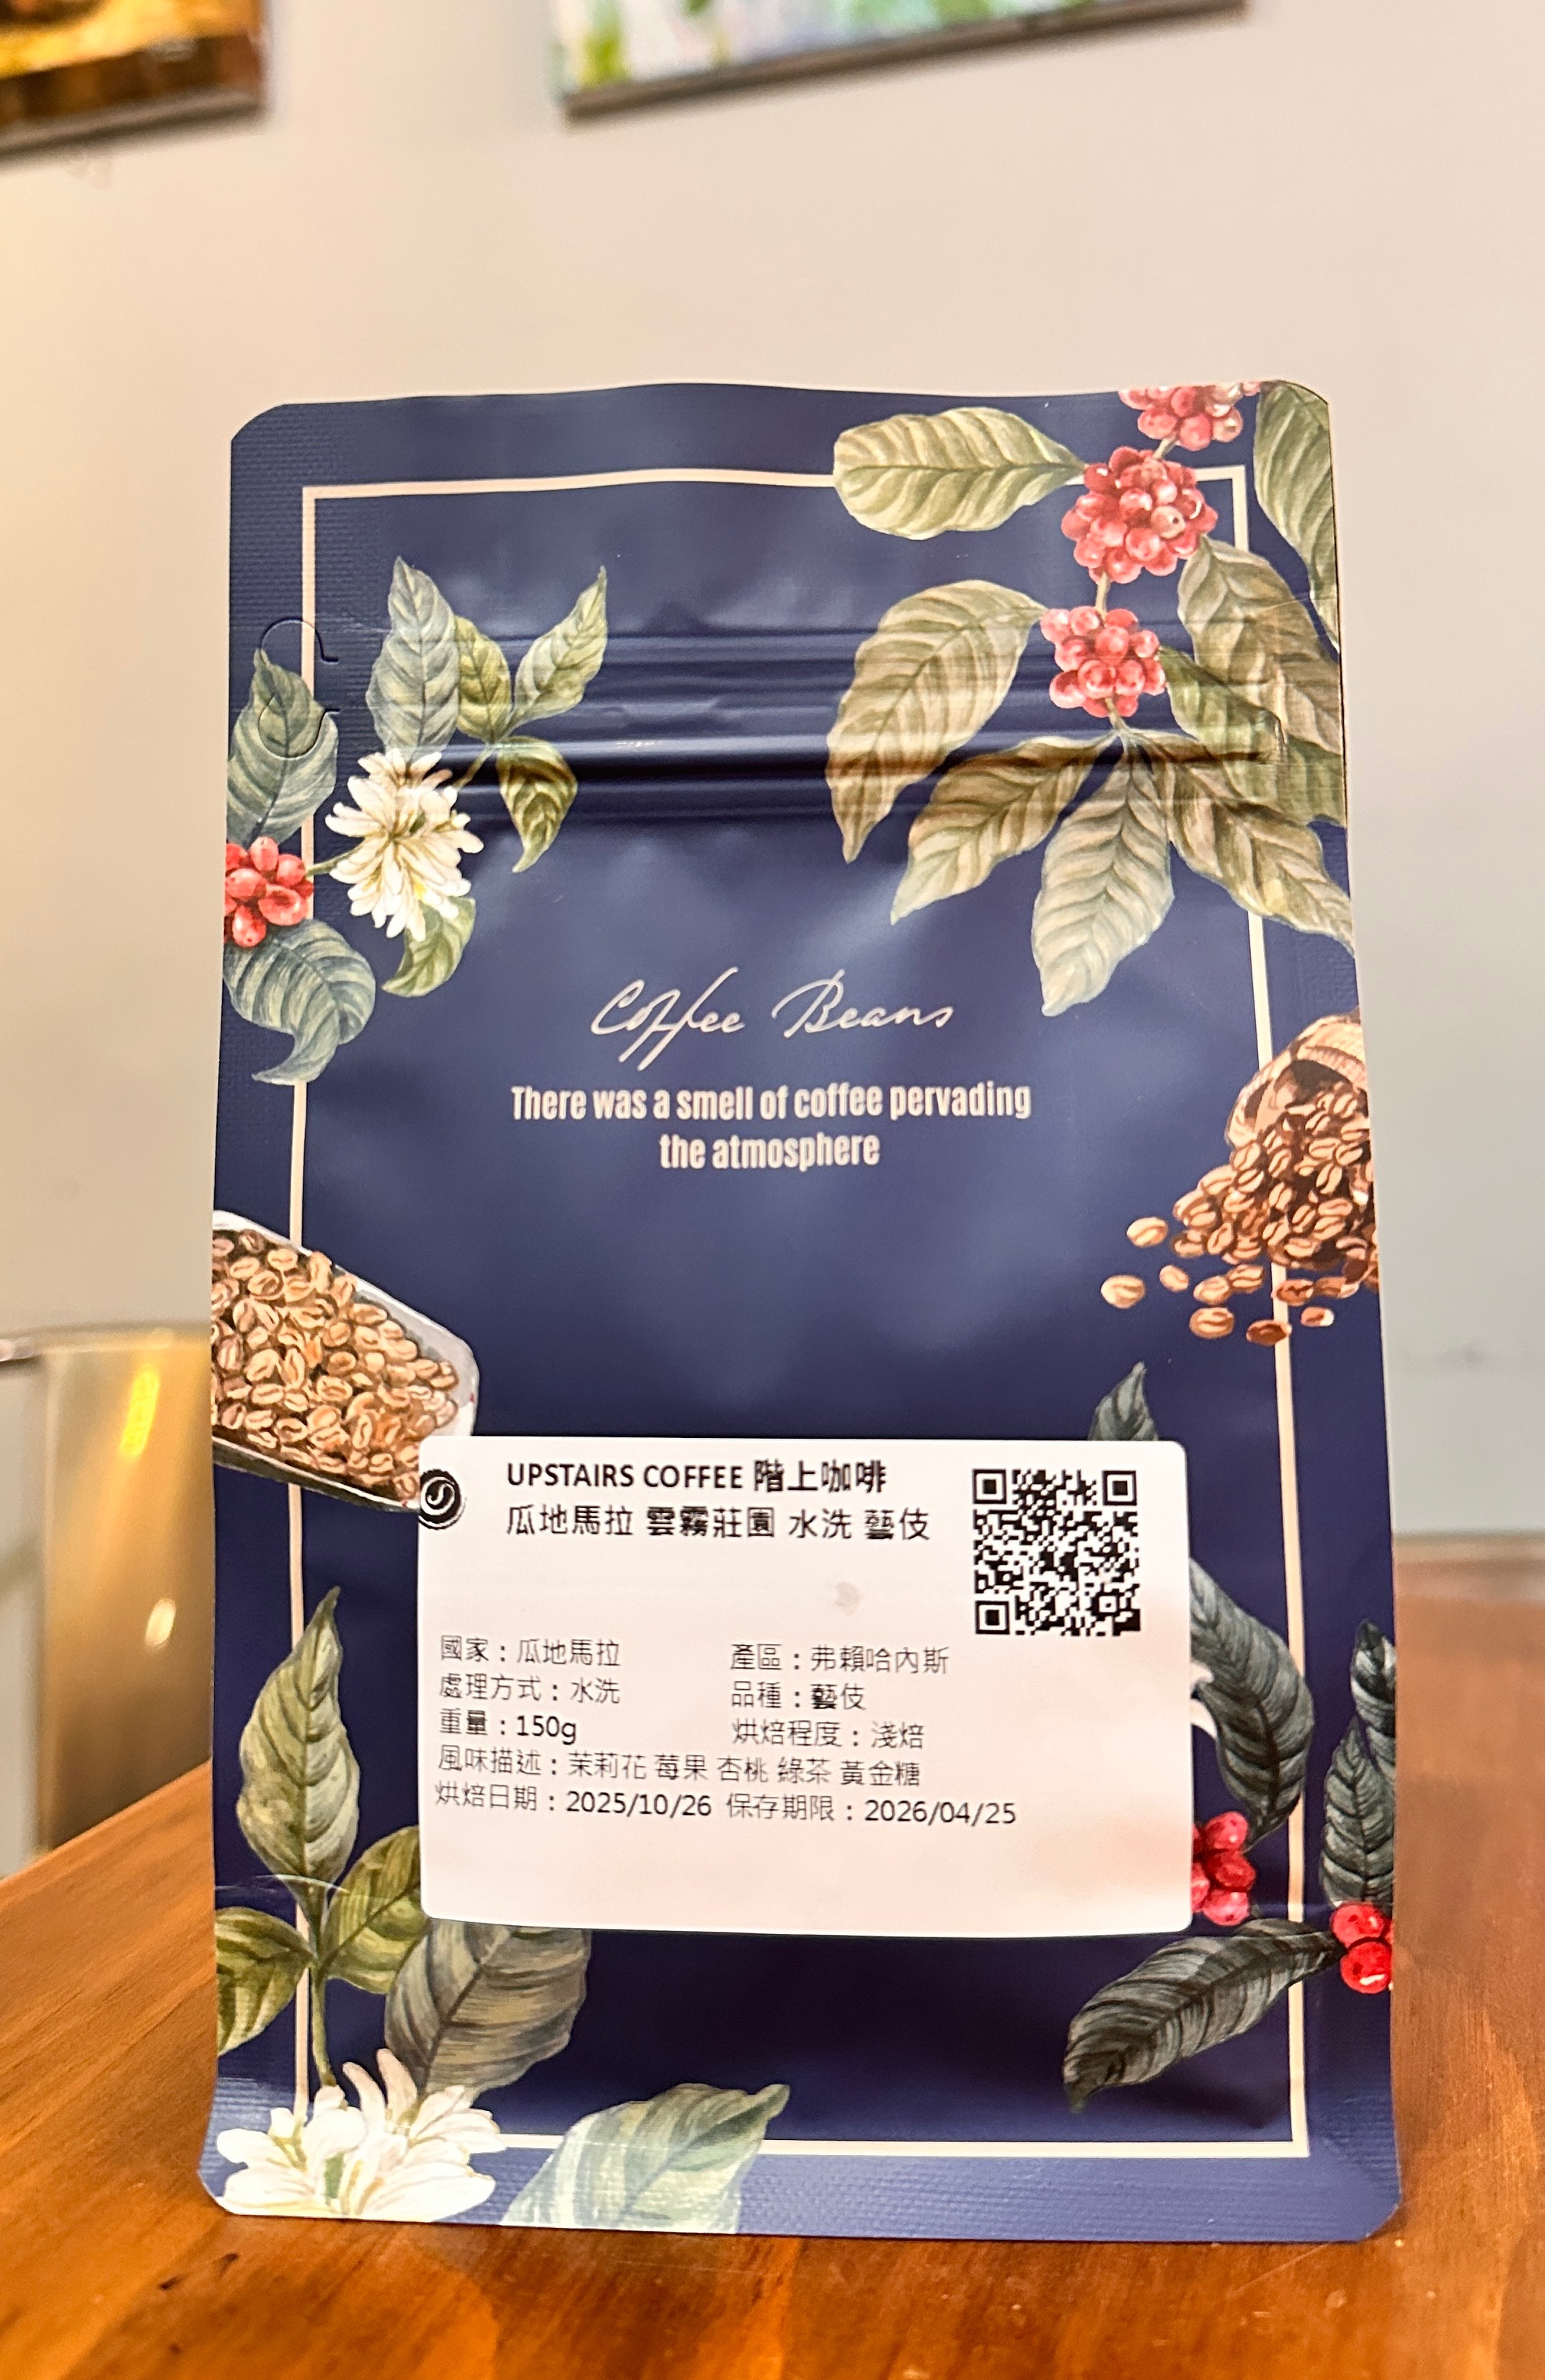 Coffee Beans
There was a smell of coffee pervading
the atmosphere
UPSTAIRS COFFEE 階上咖啡
瓜地馬拉 雲霧莊園 水洗 藝伎
國家：瓜地馬拉 產區：弗賴哈內斯
處理方式：水洗 品種：藝伎
重量：150g 烘焙程度：淺焙
風味描述：茉莉花 莓果 杏桃 綠茶 黃金糖
烘焙日期：2025/10/26 保存期限：2026/04/25